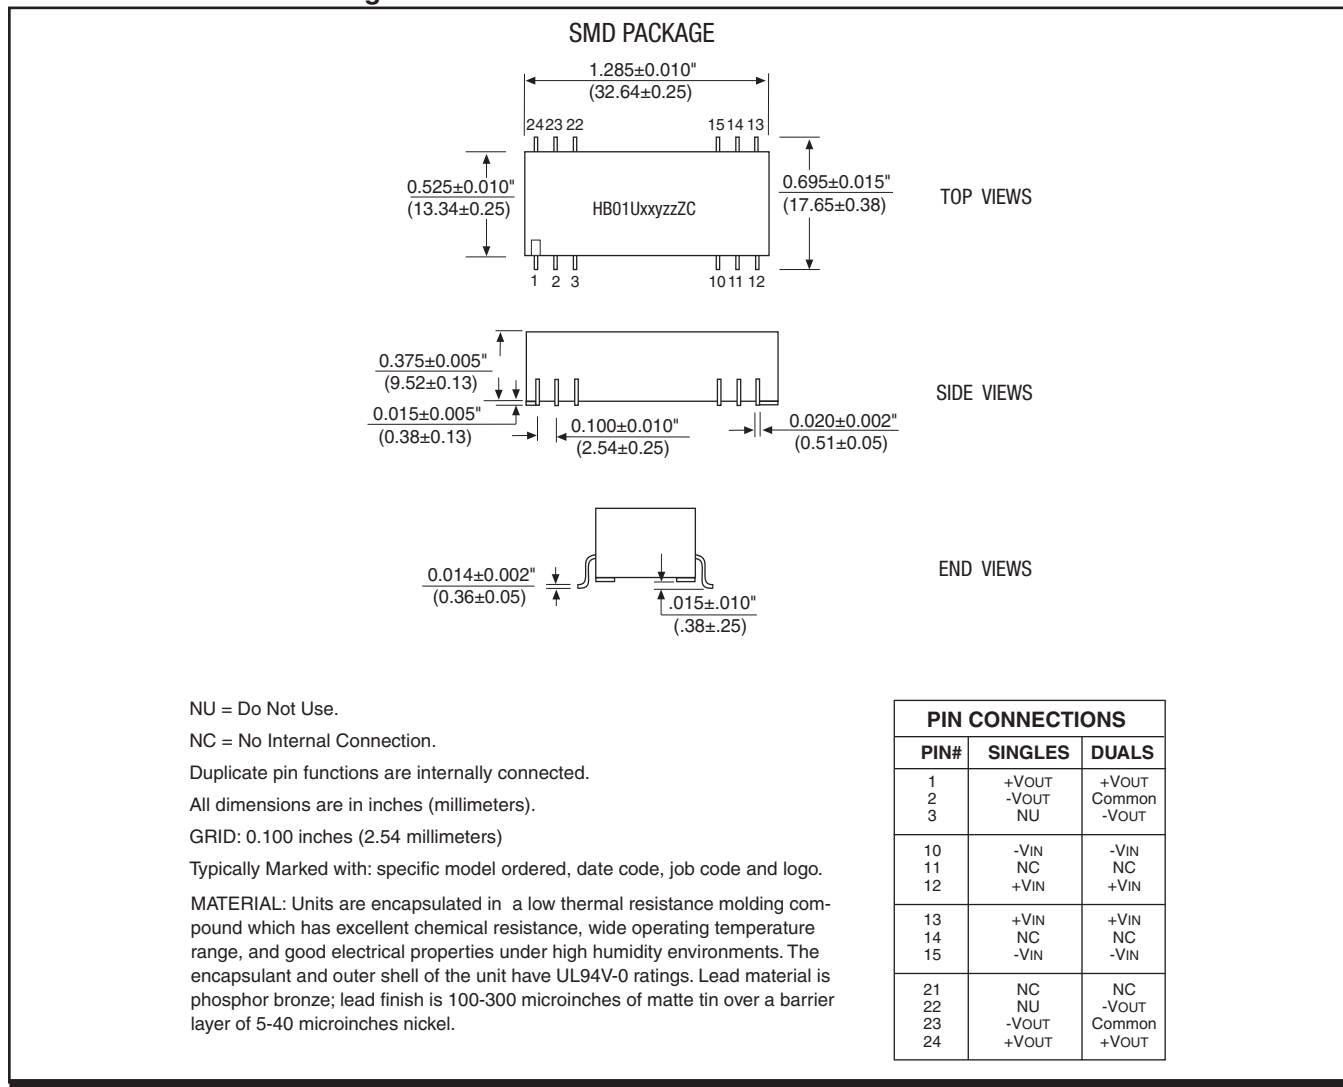 SMD PACKAGE
1.285±0.010"
(32.64±0.25)
24 23 22
15 14 13
0.525±0.010"
(13.34±0.25)
HB01UxxyzzZC
0.695±0.015"
(17.65±0.38)
TOP VIEWS
1 2 3
10 11 12
0.375±0.005"
(9.52±0.13)
SIDE VIEWS
0.015±0.005"
(0.38±0.13)
0.100±0.010"
(2.54±0.25)
0.020±0.002"
(0.51±0.05)
END VIEWS
0.014±0.002"
(0.36±0.05)
.015±.010"
(.38±.25)
NU = Do Not Use.
NC = No Internal Connection.
Duplicate pin functions are internally connected.
All dimensions are in inches (millimeters).
GRID: 0.100 inches (2.54 millimeters)
Typically Marked with: specific model ordered, date code, job code and logo.
MATERIAL: Units are encapsulated in a low thermal resistance molding com-
pound which has excellent chemical resistance, wide operating temperature
range, and good electrical properties under high humidity environments. The
encapsulant and outer shell of the unit have UL94V-0 ratings. Lead material is
phosphor bronze; lead finish is 100-300 microinches of matte tin over a barrier
layer of 5-40 microinches nickel.
PIN CONNECTIONS
PIN# SINGLES DUALS
1 +VOUT +VOUT
2 -VOUT Common
3 NU -VOUT
10 -VIN -VIN
11 NC NC
12 +VIN +VIN
13 +VIN +VIN
14 NC NC
15 -VIN -VIN
21 NC NC
22 NU -VOUT
23 -VOUT Common
24 +VOUT +VOUT